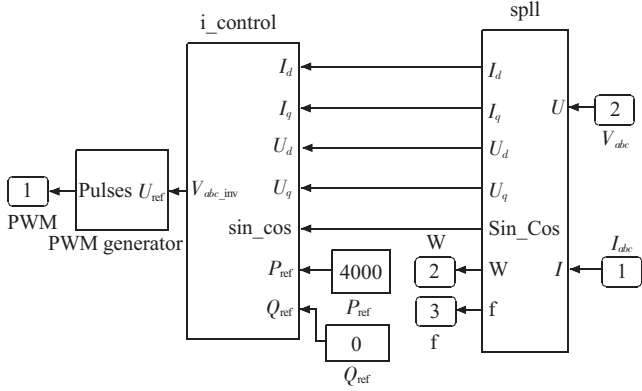 i_control
spll
I_d
I_q
U_d
U_q
sin_cos
P_ref
Q_ref
V_abc_inv
I_d
I_q
U_d
U_q
Sin_Cos
W
f
U
I
2
V_abc
I_abc
1
1
PWM
Pulses U_ref
PWM generator
4000
P_ref
0
Q_ref
W
2
3
f